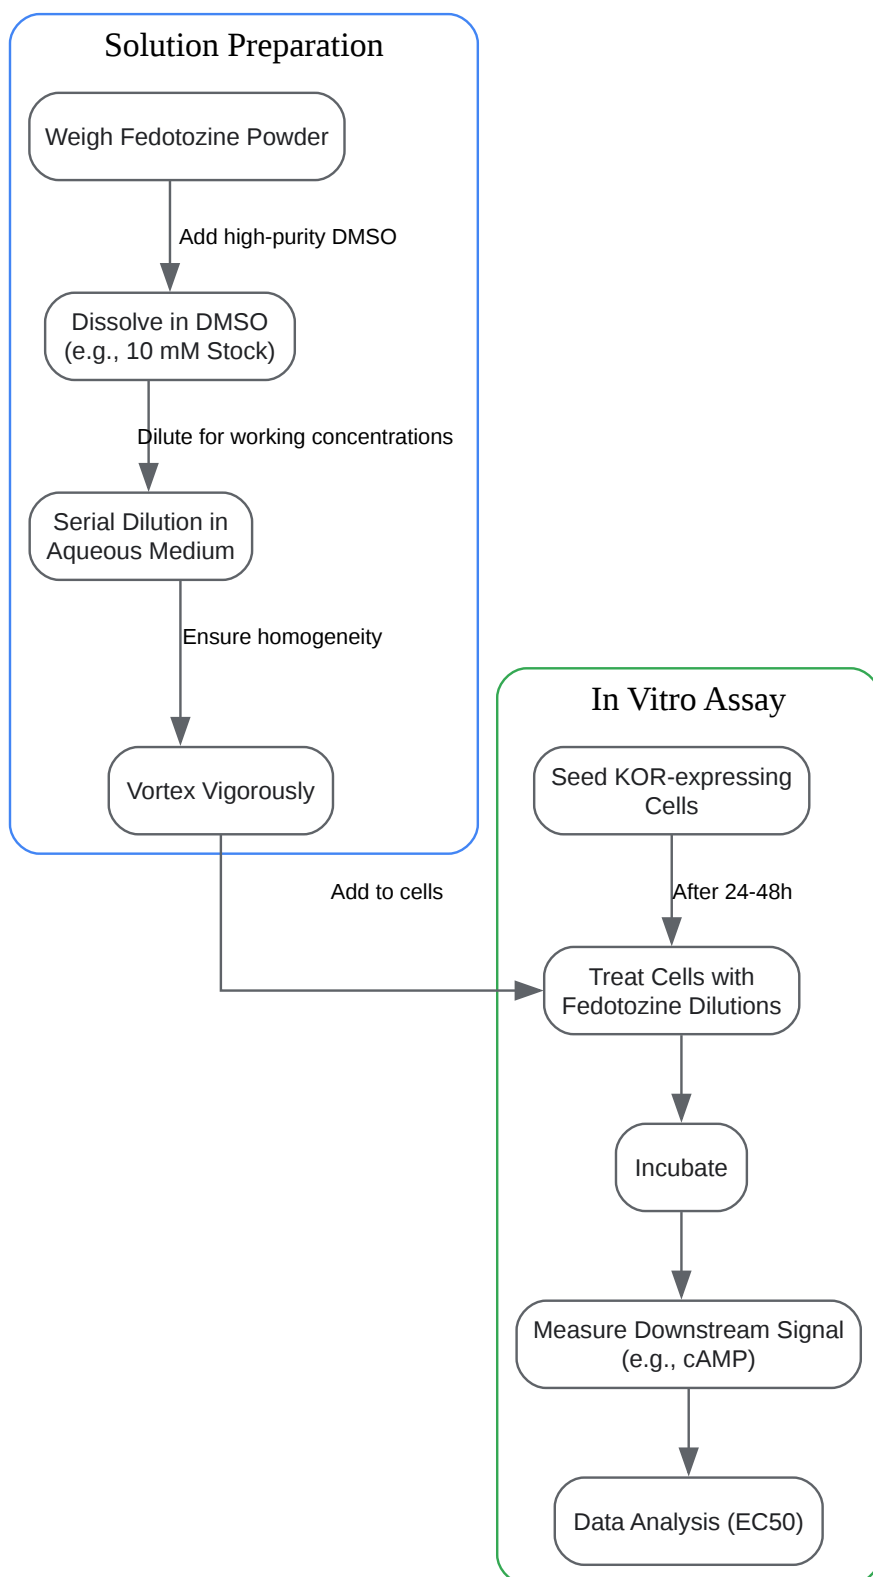 Solution Preparation
Weigh Fedotozine Powder
Add high-purity DMSO
Dissolve in DMSO
(e.g., 10 mM Stock)
Dilute for working concentrations
Serial Dilution in
Aqueous Medium
Ensure homogeneity
Vortex Vigorously
Add to cells
In Vitro Assay
Seed KOR-expressing
Cells
After 24-48h
Treat Cells with
Fedotozine Dilutions
Incubate
Measure Downstream Signal
(e.g., cAMP)
Data Analysis (EC50)